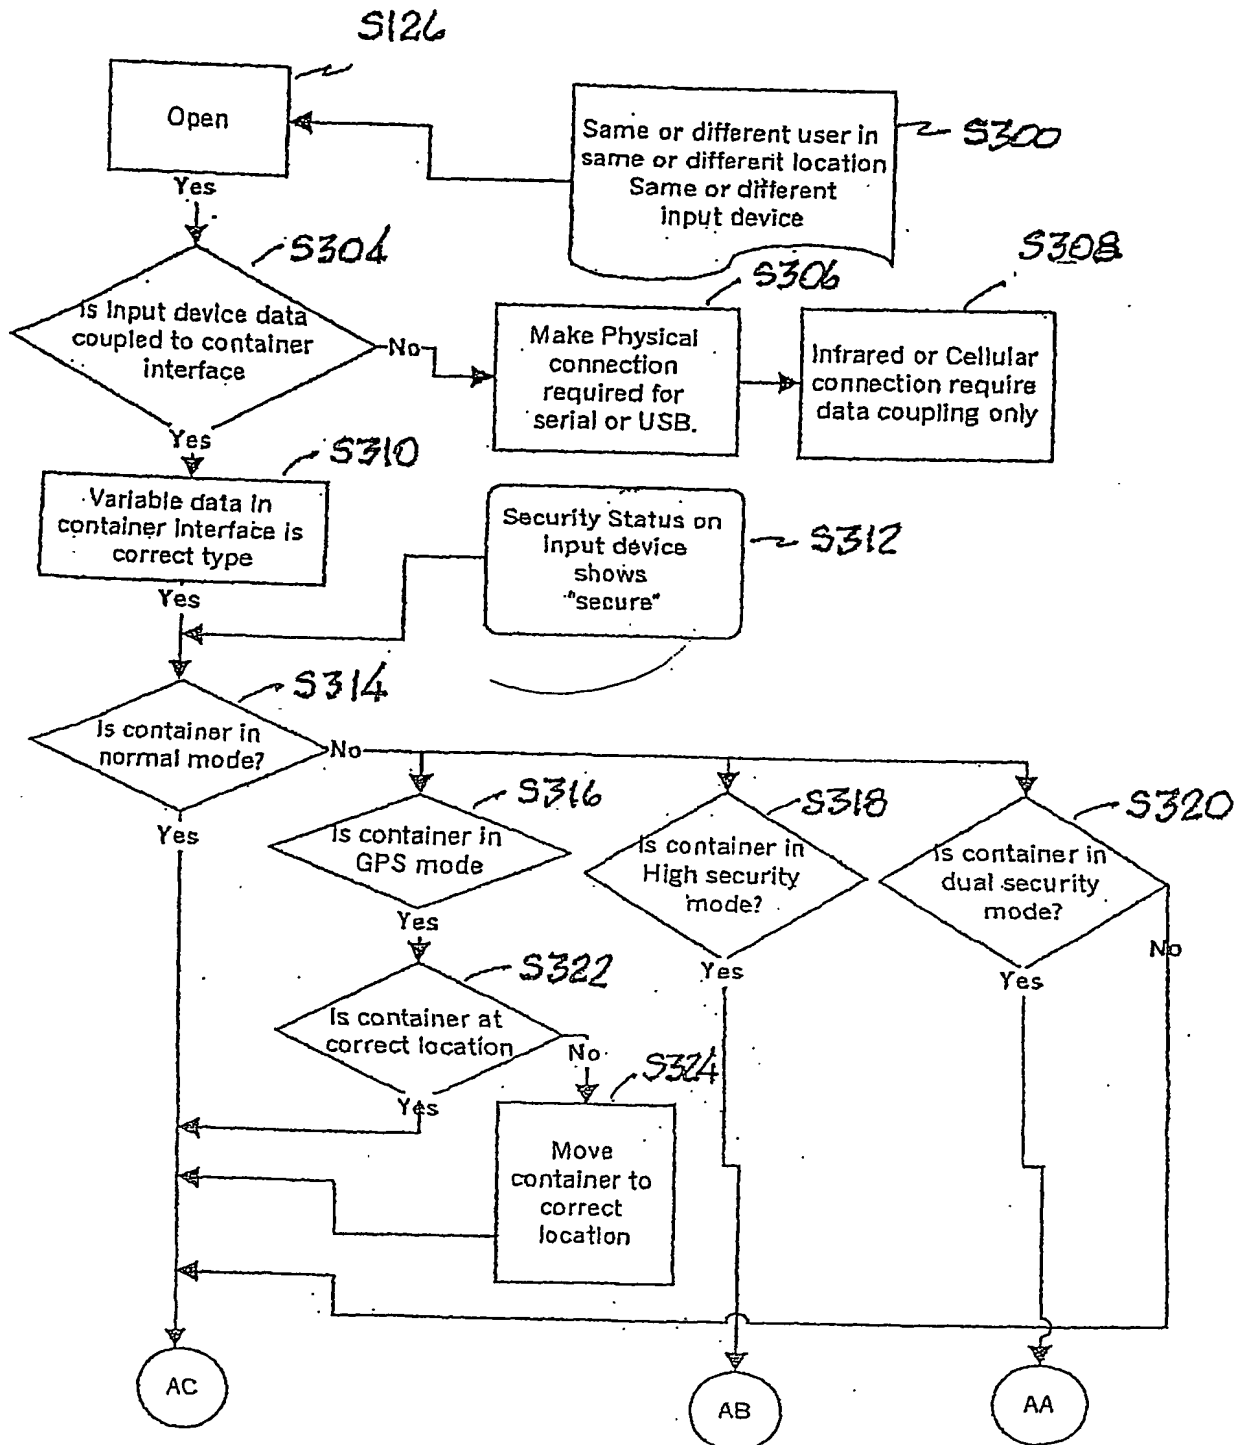 S126
Open
Same or different user in
same or different location
Same or different
input device
S300
Yes
S304
Is Input device data
coupled to container
interface
No
S306
Make Physical
connection
required for
serial or USB.
S308
Infrared or Cellular
connection require
data coupling only
Yes
S310
Variable data in
container interface is
correct type
Security Status on
Input device
shows
"secure"
S312
Yes
S314
Is container in
normal mode?
No
Yes
S316
Is container in
GPS mode
S318
Is container in
High security
mode?
S320
Is container in
dual security
mode?
Yes
Yes
Yes
No
S322
Is container at
correct location
No
S324
Yes
Move
container to
correct
location
AC
AB
AA